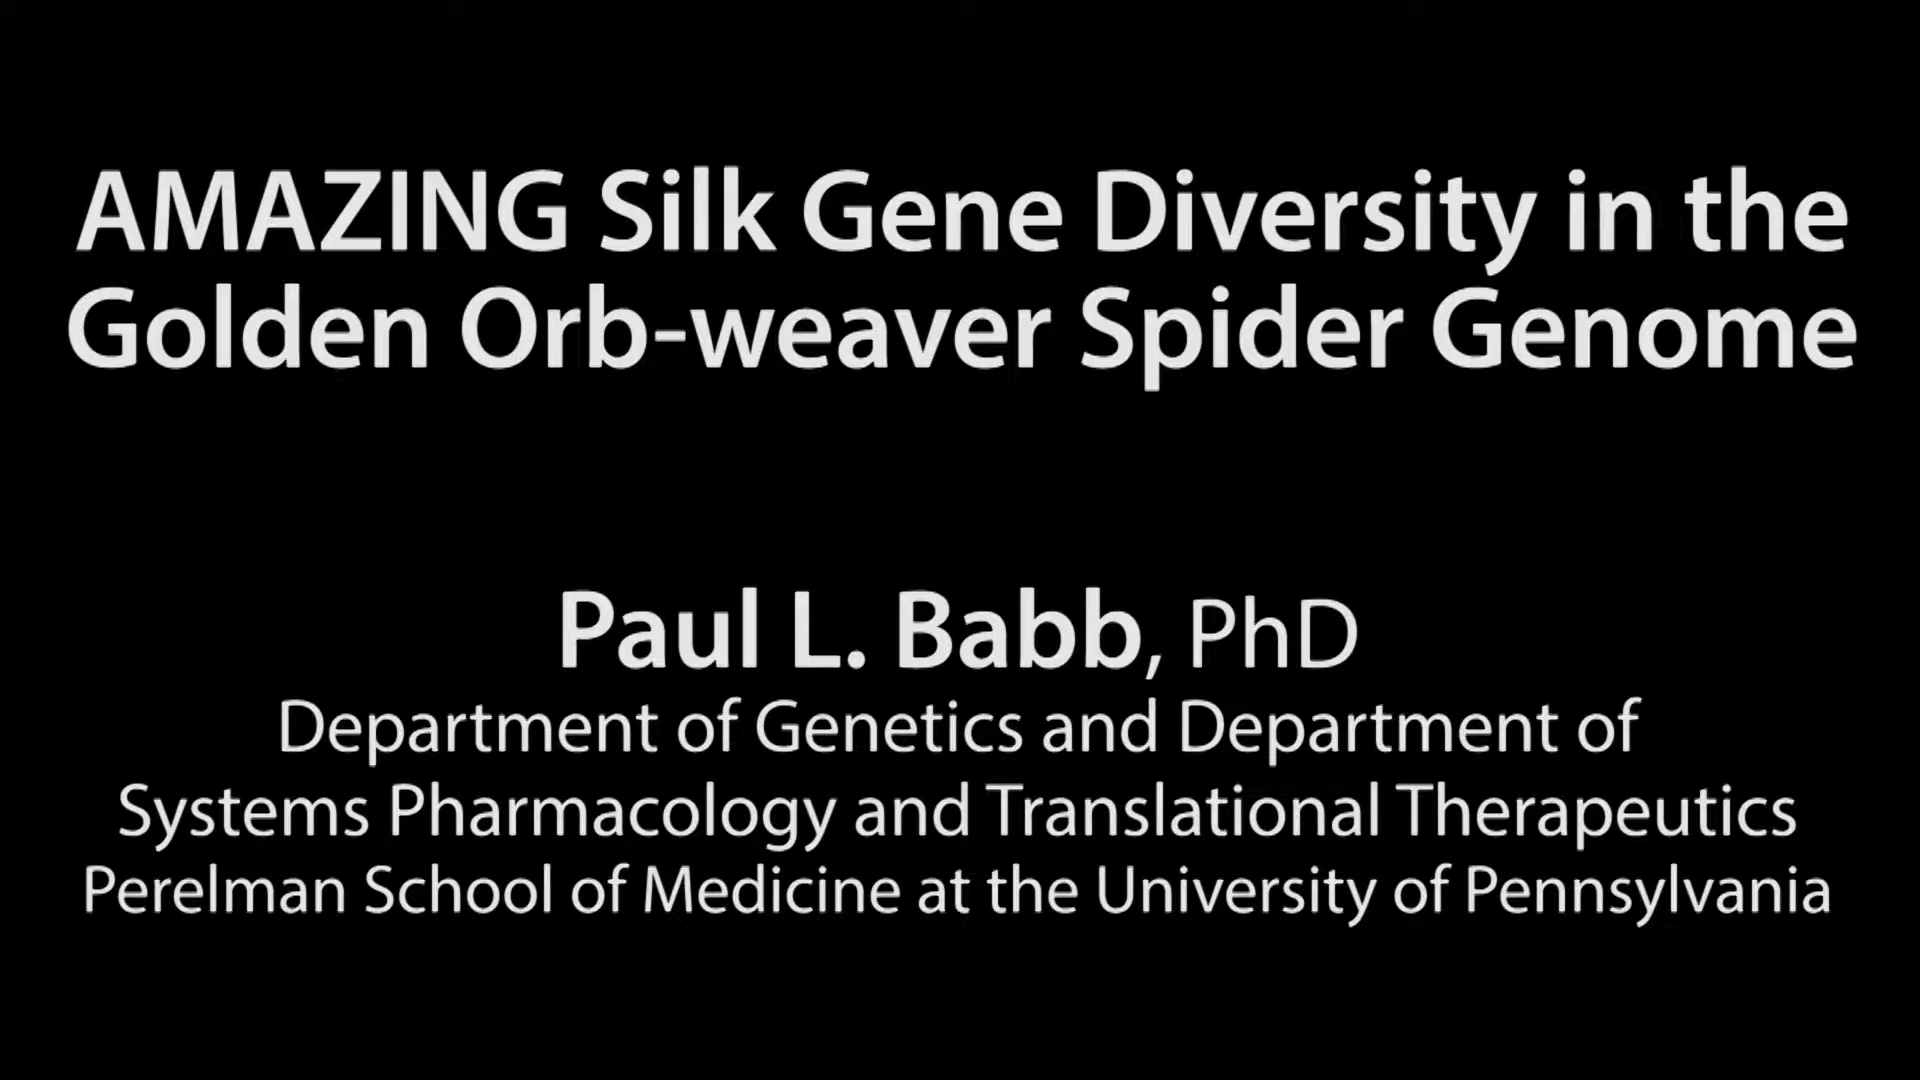 AMAZING Silk Gene Diversity in the
Golden Orb-weaver Spider Genome
Paul L. Babb, PhD
Department of Genetics and Department of
Systems Pharmacology and Translational Therapeutics
Perelman School of Medicine at the University of Pennsylvania